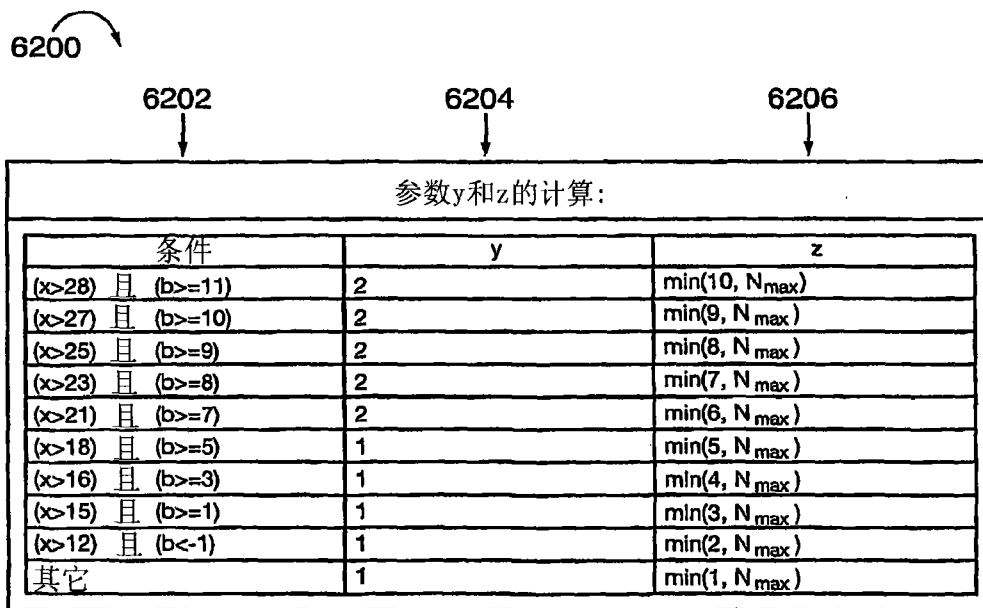 6200
6202 6204 6206
参数y和z的计算:
条件 y z
(x>28) 且 (b>=11) 2 min(10, Nmax)
(x>27) 且 (b>=10) 2 min(9, Nmax)
(x>25) 且 (b>=9) 2 min(8, Nmax)
(x>23) 且 (b>=8) 2 min(7, Nmax)
(x>21) 且 (b>=7) 2 min(6, Nmax)
(x>18) 且 (b>=5) 1 min(5, Nmax)
(x>16) 且 (b>=3) 1 min(4, Nmax)
(x>15) 且 (b>=1) 1 min(3, Nmax)
(x>12) 且 (b<-1) 1 min(2, Nmax)
其它 1 min(1, Nmax)